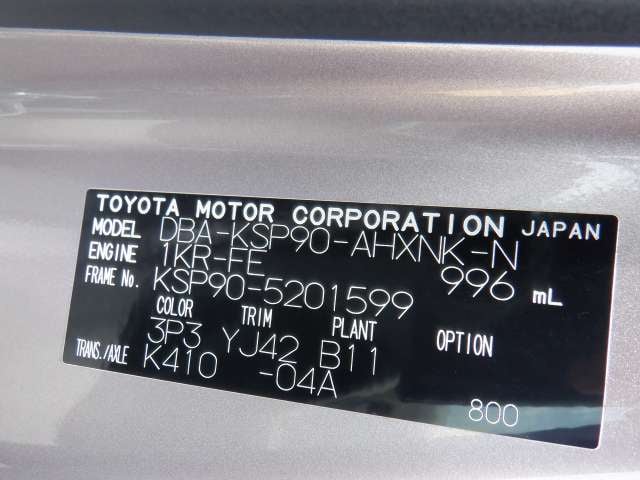 TOYOTA MOTOR CORPORATION JAPAN
MODEL DBA-KSP90-AHXNK-N
ENGINE 1KR-FE 996 mL
FRAME No. KSP90-5201599
COLOR TRIM PLANT OPTION
3P3 YJ42 B11
TRANS./AXLE K410 -04A
800